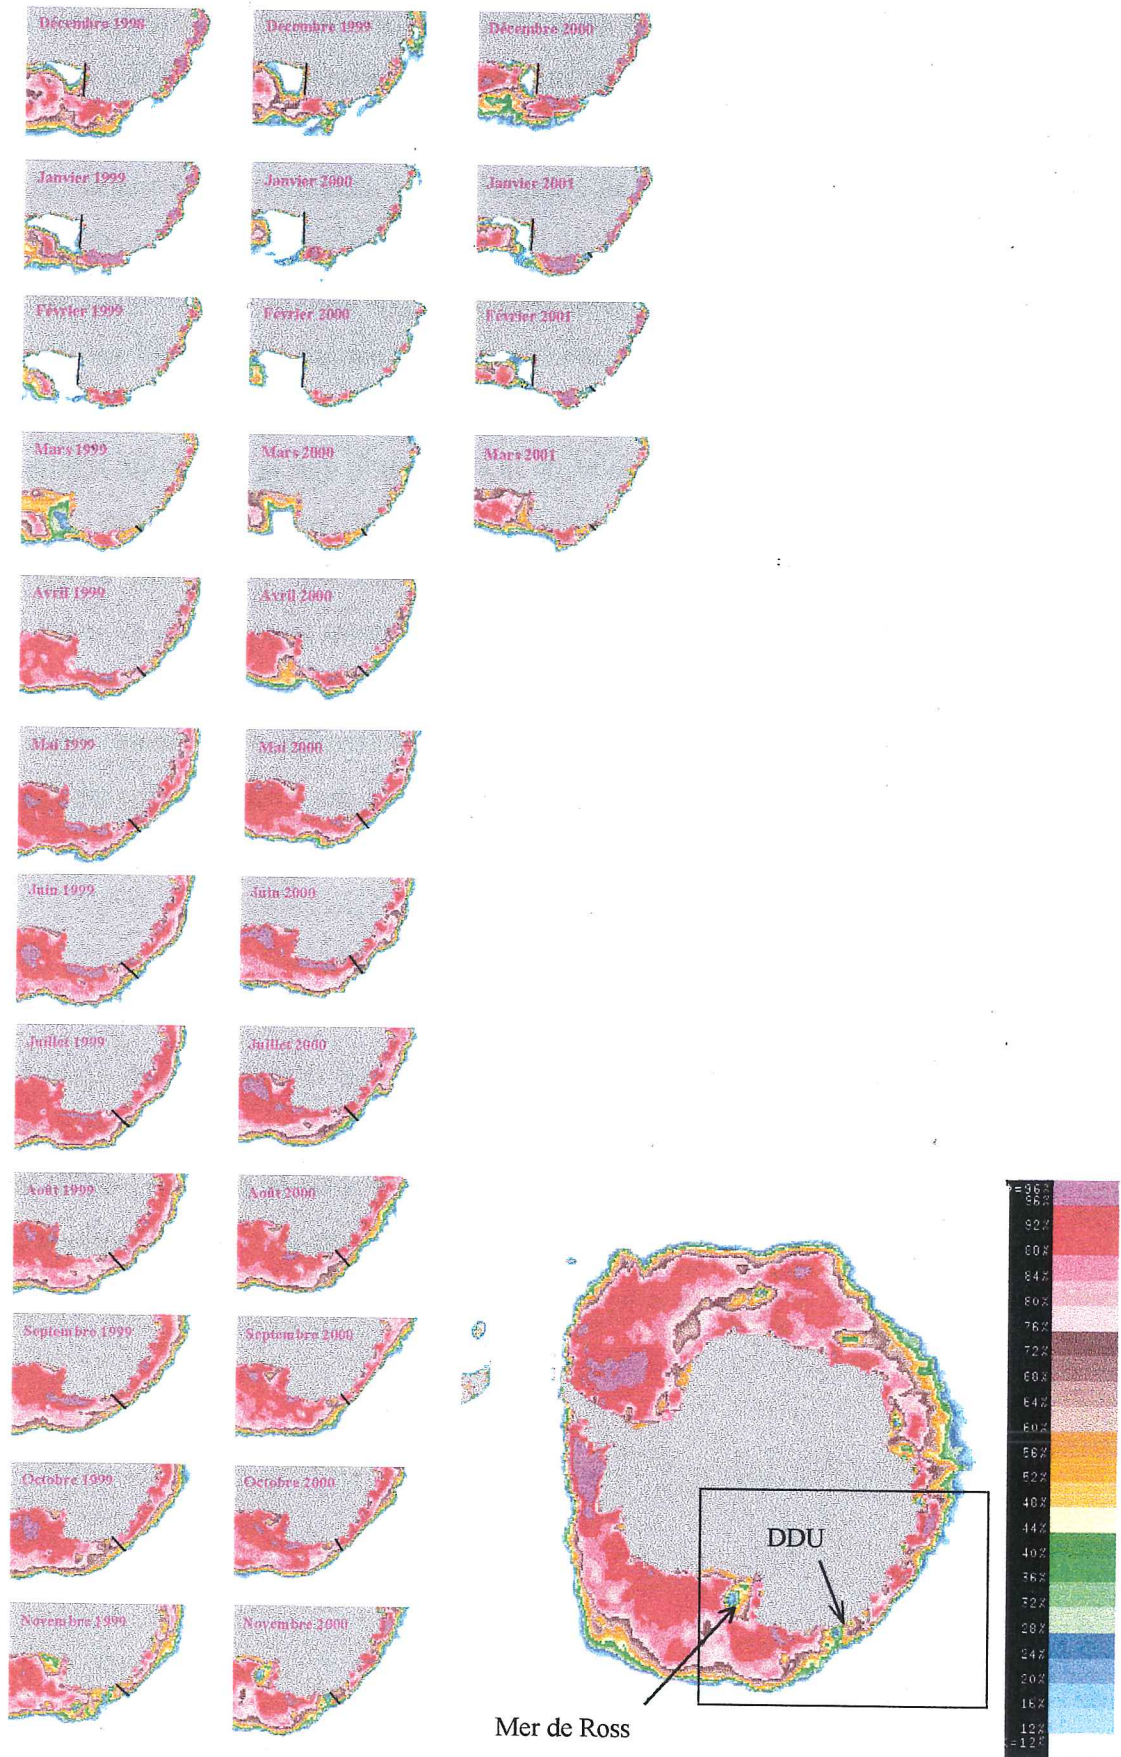 Décembre 1998
Décembre 1999
Décembre 2000
Janvier 1999
Janvier 2000
Janvier 2001
Février 1999
Février 2000
Février 2001
Mars 1999
Mars 2000
Mars 2001
Avril 1999
Avril 2000
Mai 1999
Mai 2000
Juin 1999
Juin 2000
Juillet 1999
Juillet 2000
Août 1999
Août 2000
Septembre 1999
Septembre 2000
Octobre 1999
Octobre 2000
Novembre 1999
Novembre 2000
DDU
Mer de Ross
>=96%
96%
92%
84%
80%
76%
72%
64%
60%
56%
52%
44%
40%
36%
32%
28%
24%
20%
16%
12%
<=12%